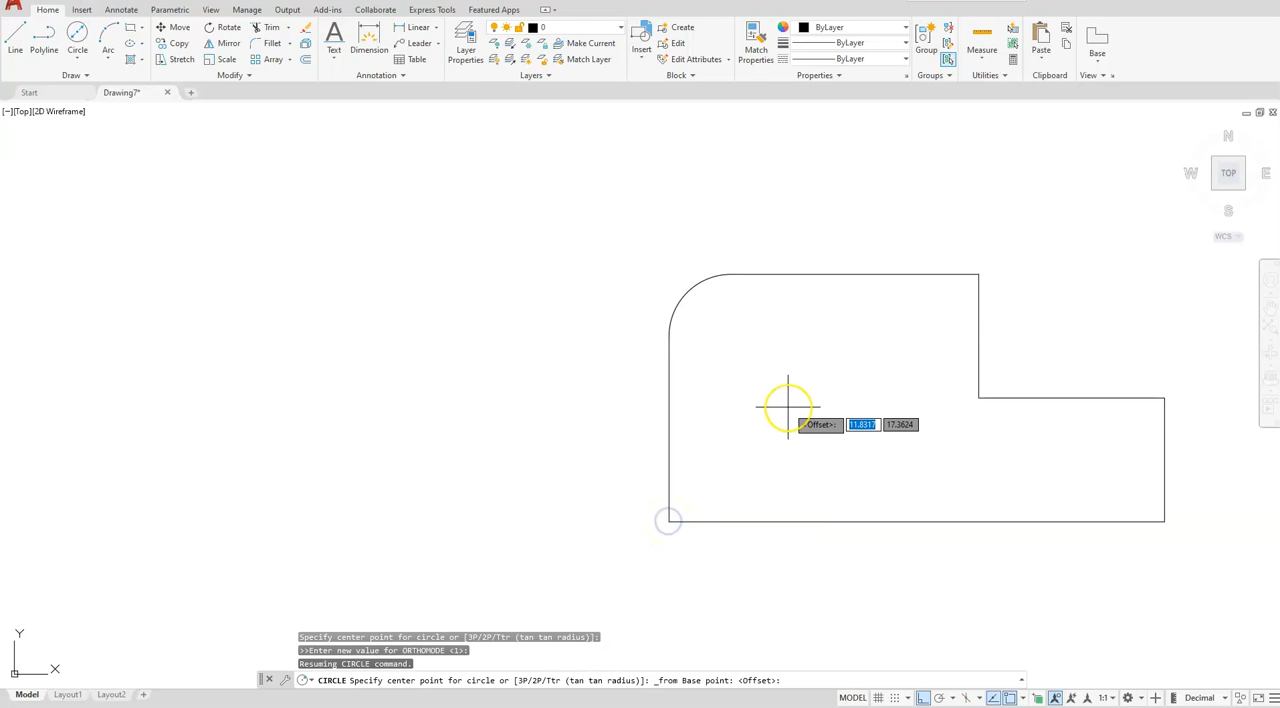 Home Insert Annotate Parametric View Manage Output Add-ins Collaborate Express Tools Featured Apps
Line Polyline Circle Arc
Move Rotate Trim
Copy Mirror Fillet
Stretch Scale Array
Text Dimension
Linear
Leader
Table
Layer Properties
0
Make Current
Match Layer
Insert
Create
Edit
Edit Attributes
Match Properties
ByLayer
ByLayer
ByLayer
Group Measure Paste Base
Draw Modify Annotation Layers Block Properties Groups Utilities Clipboard View
Start Drawing7*
[−][Top][2D Wireframe]
N
W TOP E
S
WCS
<Offset>: 11.8317 17.3624
Y
X
Specify center point for circle or [3P/2P/Ttr (tan tan radius)]:
>>Enter new value for ORTHOMODE <1>:
Resuming CIRCLE command.
CIRCLE Specify center point for circle or [3P/2P/Ttr (tan tan radius)]: _from Base point: <Offset>:
Model Layout1 Layout2 +
MODEL 1:1 Decimal